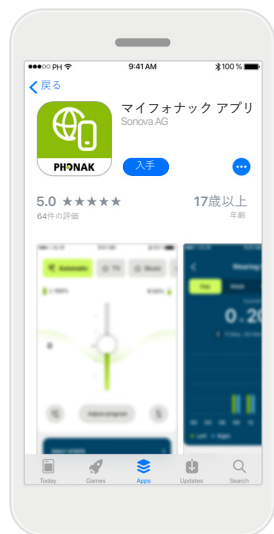 ●●●○○ PH 9:41 AM 100 %
戻る
マイフォナック アプリ
Sonova AG
PHONAK
入手
5.0 ★★★★★ 17歳以上
64件の評価 年齢
Automatic TV Music
Today Games Apps Updates Search